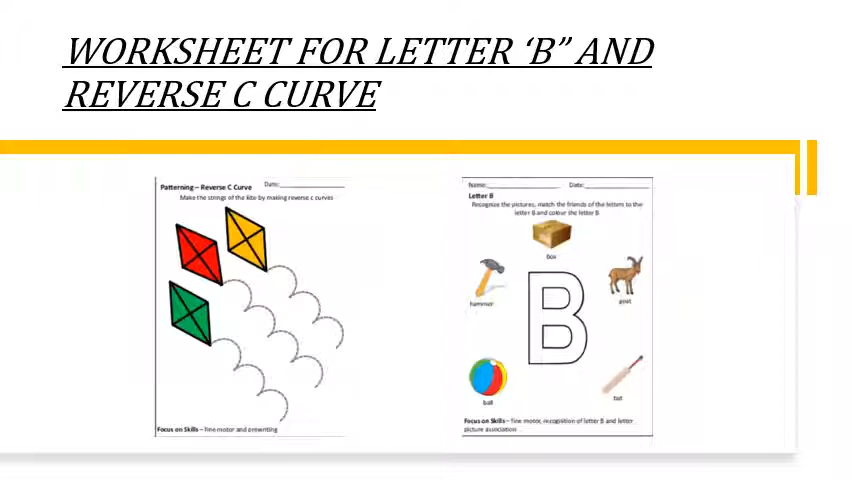 WORKSHEET FOR LETTER ‘B” AND
REVERSE C CURVE
Patterning – Reverse C Curve Date:
Make the strings of the kite by making reverse c curves
Focus on Skills – fine motor and prewriting
Name: Date:
Letter B
Recognize the pictures, match the friends of the letters to the
letter B and colour the letter B
box
hammer
goat
B
ball
bat
Focus on Skills – fine motor, recognition of letter B and letter
picture association